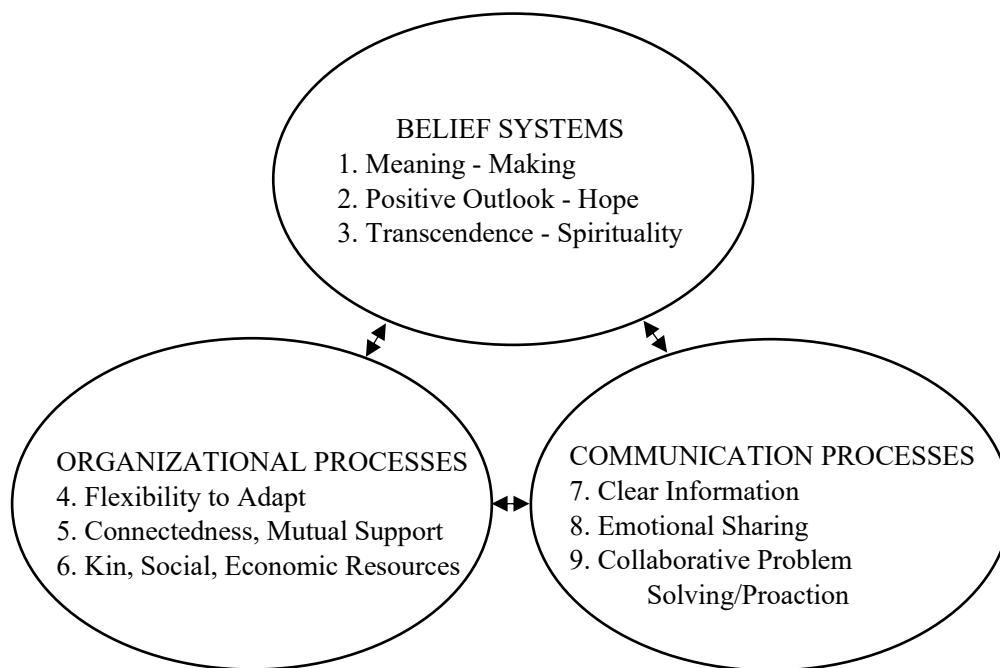 BELIEF SYSTEMS
1. Meaning - Making
2. Positive Outlook - Hope
3. Transcendence - Spirituality
ORGANIZATIONAL PROCESSES
4. Flexibility to Adapt
5. Connectedness, Mutual Support
6. Kin, Social, Economic Resources
COMMUNICATION PROCESSES
7. Clear Information
8. Emotional Sharing
9. Collaborative Problem
Solving/Proaction